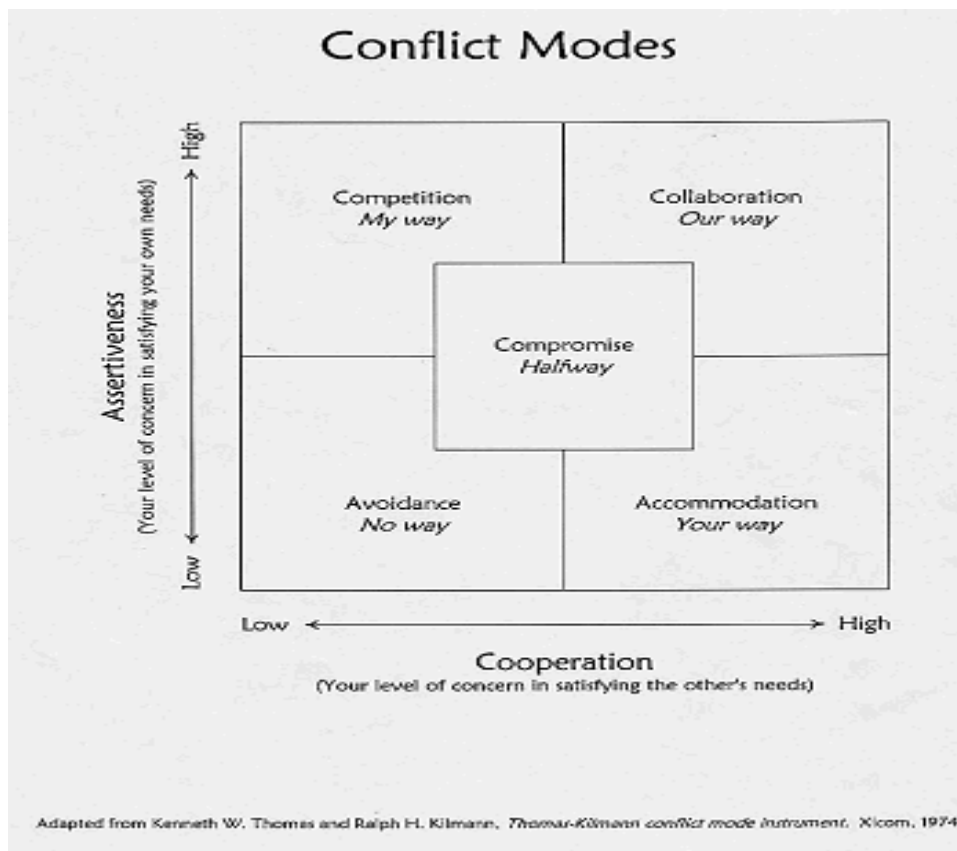 Conflict Modes
High
Assertiveness
(Your level of concern in satisfying your own needs)
Low
Competition
My way
Collaboration
Our way
Compromise
Halfway
Avoidance
No way
Accommodation
Your way
Low
High
Cooperation
(Your level of concern in satisfying the other's needs)
Adapted from Kenneth W. Thomas and Ralph H. Kilmann, Thomas-Kilmann conflict mode instrument. Xicom, 1974